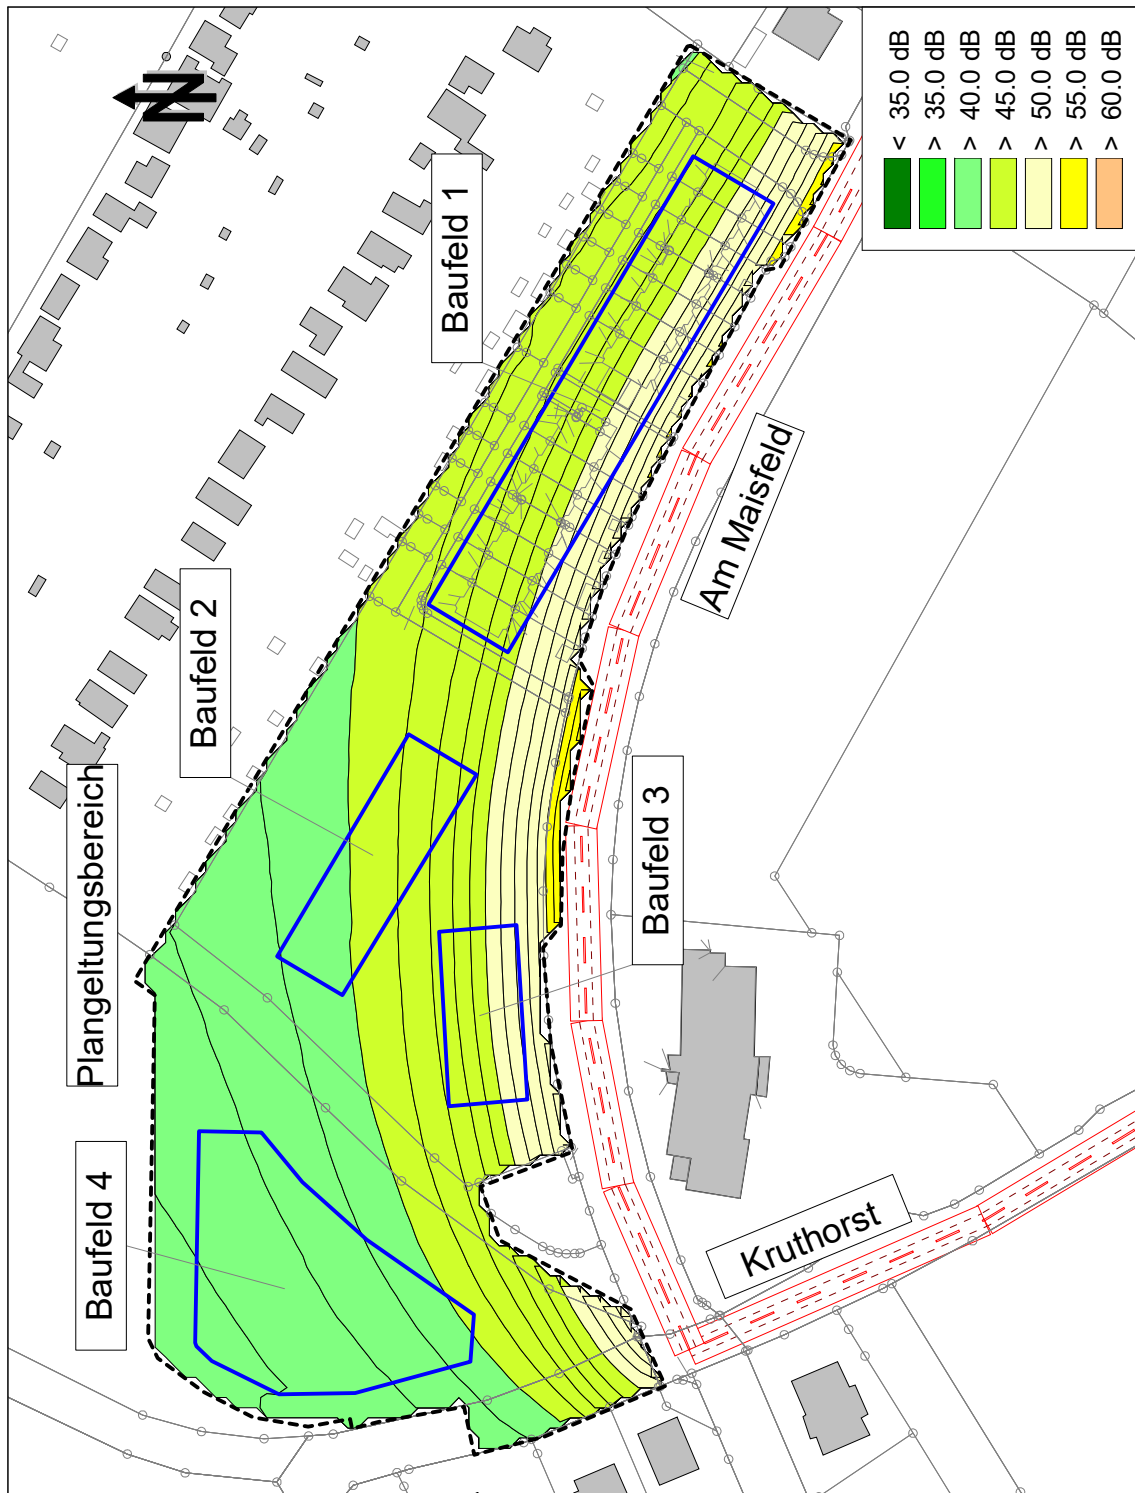 Baufeld 4
Plangeltungsbereich
Baufeld 2
Baufeld 1
N
Baufeld 3
Am Maisfeld
Kruthorst
< 35.0 dB
> 35.0 dB
> 40.0 dB
> 45.0 dB
> 50.0 dB
> 55.0 dB
> 60.0 dB